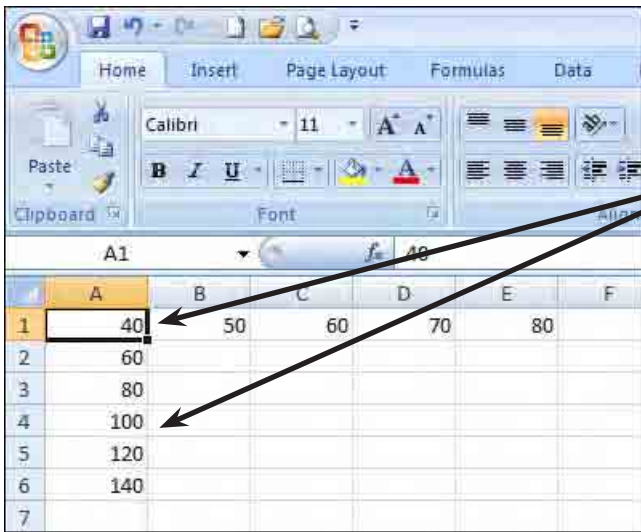 Home Insert Page Layout Formulas Data
Calibri 11 A A
Paste B I U A
Clipboard Font
A1 fx 40
A B C D E F
1 40 50 60 70 80
2 60
3 80
4 100
5 120
6 140
7